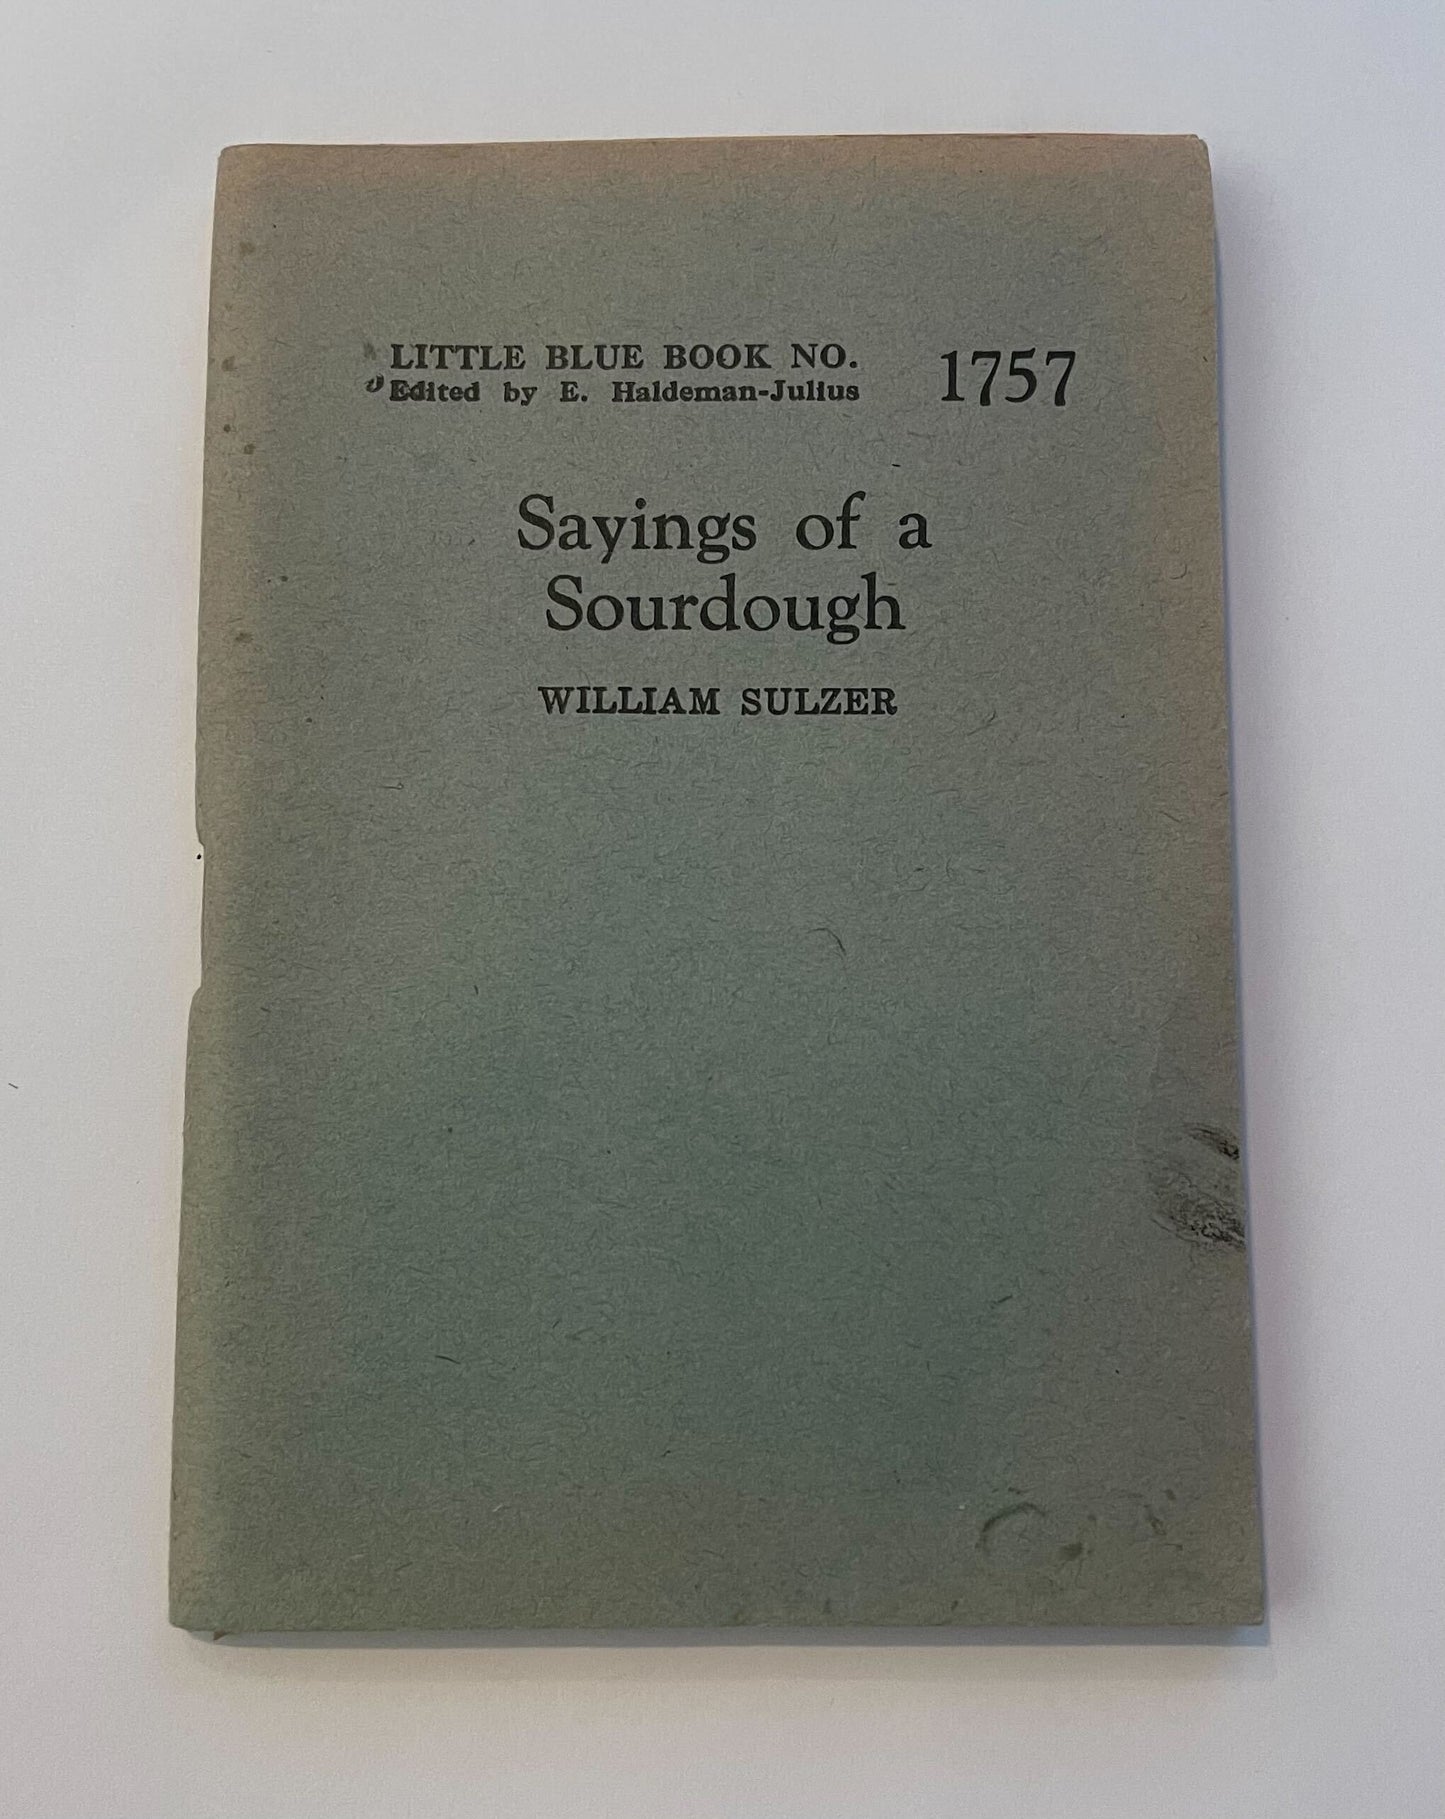 LITTLE BLUE BOOK NO. 1757
Edited by E. Haldeman-Julius
Sayings of a
Sourdough
WILLIAM SULZER